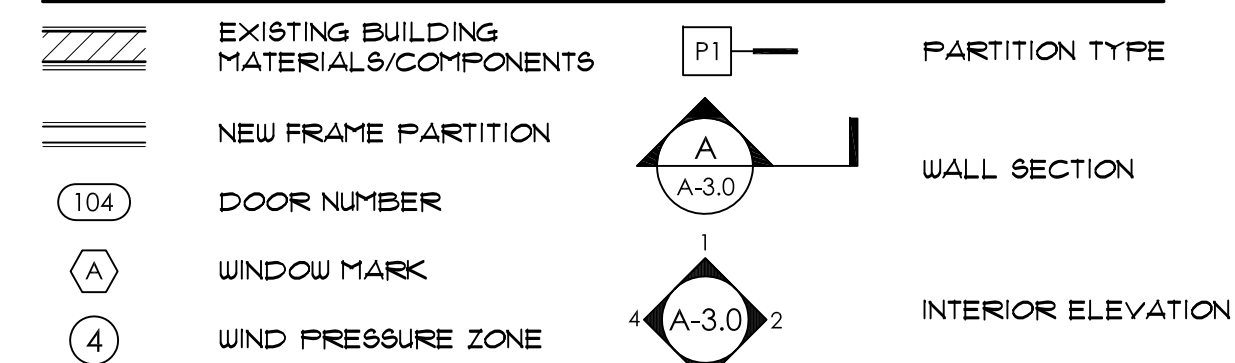 EXISTING BUILDING
MATERIALS/COMPONENTS
NEW FRAME PARTITION
104
DOOR NUMBER
A
WINDOW MARK
4
WIND PRESSURE ZONE
P1
PARTITION TYPE
A
A-3.0
WALL SECTION
1
4 A-3.0 2
INTERIOR ELEVATION